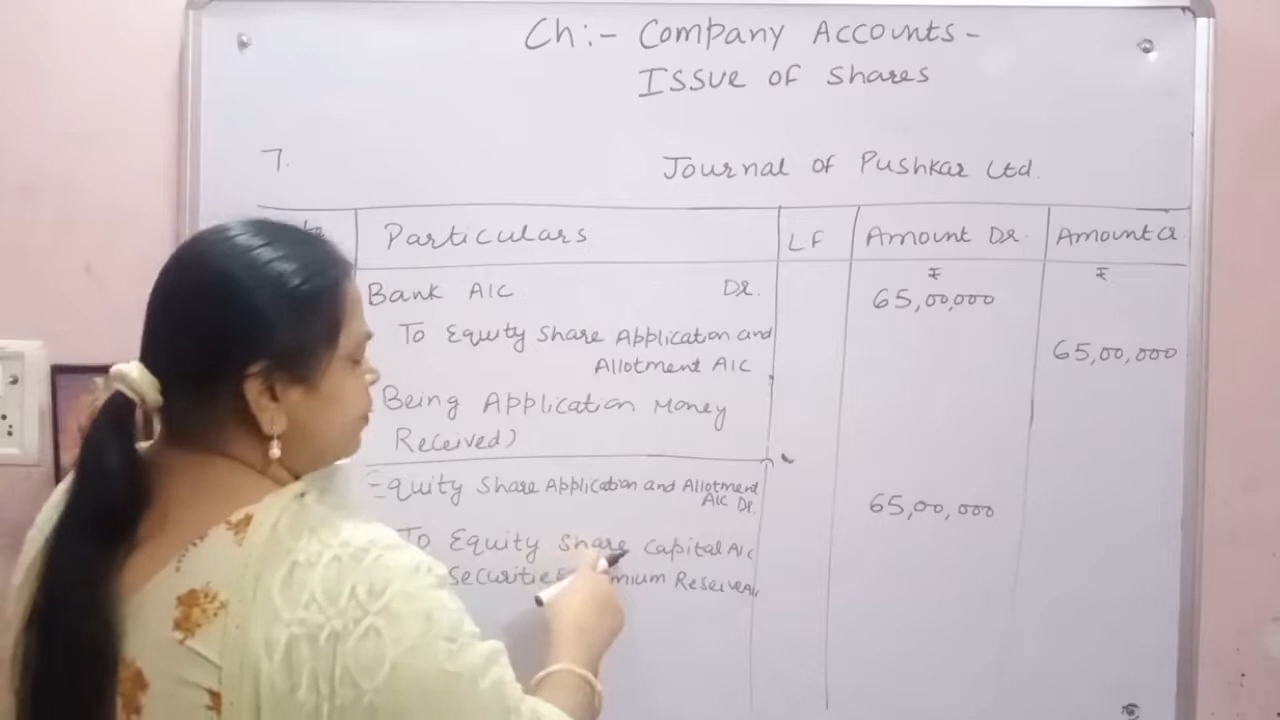 Ch:- Company Accounts-
Issue of Shares
7.
Journal of Pushkar Ltd.
Particulars LF Amount Dr. Amount Cr
₹ ₹
Bank A/C Dr. 65,00,000
To Equity Share Application and
Allotment A/C 65,00,000
Being Application Money
Received)
Equity Share Application and Allotment
A/C Dr. 65,00,000
To Equity Share Capital A/C
Reserve A/c